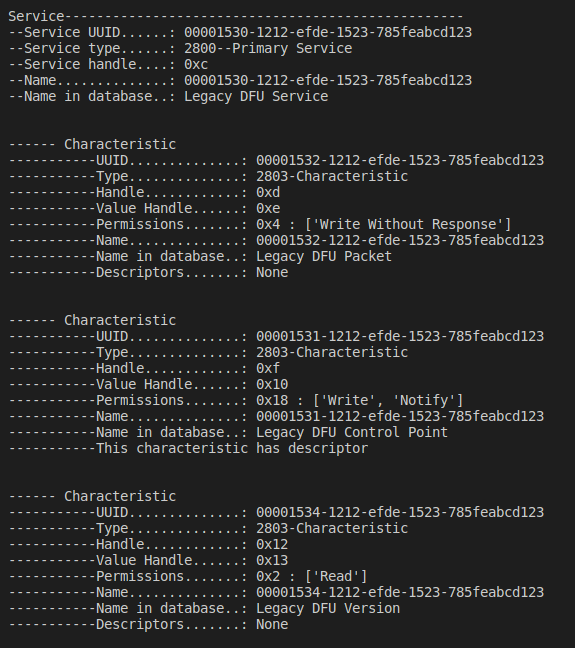 Service--------------------------------------------------
--Service UUID......: 00001530-1212-efde-1523-785feabcd123
--Service type......: 2800--Primary Service
--Service handle....: 0xc
--Name..............: 00001530-1212-efde-1523-785feabcd123
--Name in database..: Legacy DFU Service
------ Characteristic
-----------UUID..............: 00001532-1212-efde-1523-785feabcd123
-----------Type..............: 2803-Characteristic
-----------Handle............: 0xd
-----------Value Handle......: 0xe
-----------Permissions.......: 0x4 : ['Write Without Response']
-----------Name..............: 00001532-1212-efde-1523-785feabcd123
-----------Name in database..: Legacy DFU Packet
-----------Descriptors.......: None
------ Characteristic
-----------UUID..............: 00001531-1212-efde-1523-785feabcd123
-----------Type..............: 2803-Characteristic
-----------Handle............: 0xf
-----------Value Handle......: 0x10
-----------Permissions.......: 0x18 : ['Write', 'Notify']
-----------Name..............: 00001531-1212-efde-1523-785feabcd123
-----------Name in database..: Legacy DFU Control Point
-----------This characteristic has descriptor
------ Characteristic
-----------UUID..............: 00001534-1212-efde-1523-785feabcd123
-----------Type..............: 2803-Characteristic
-----------Handle............: 0x12
-----------Value Handle......: 0x13
-----------Permissions.......: 0x2 : ['Read']
-----------Name..............: 00001534-1212-efde-1523-785feabcd123
-----------Name in database..: Legacy DFU Version
-----------Descriptors.......: None